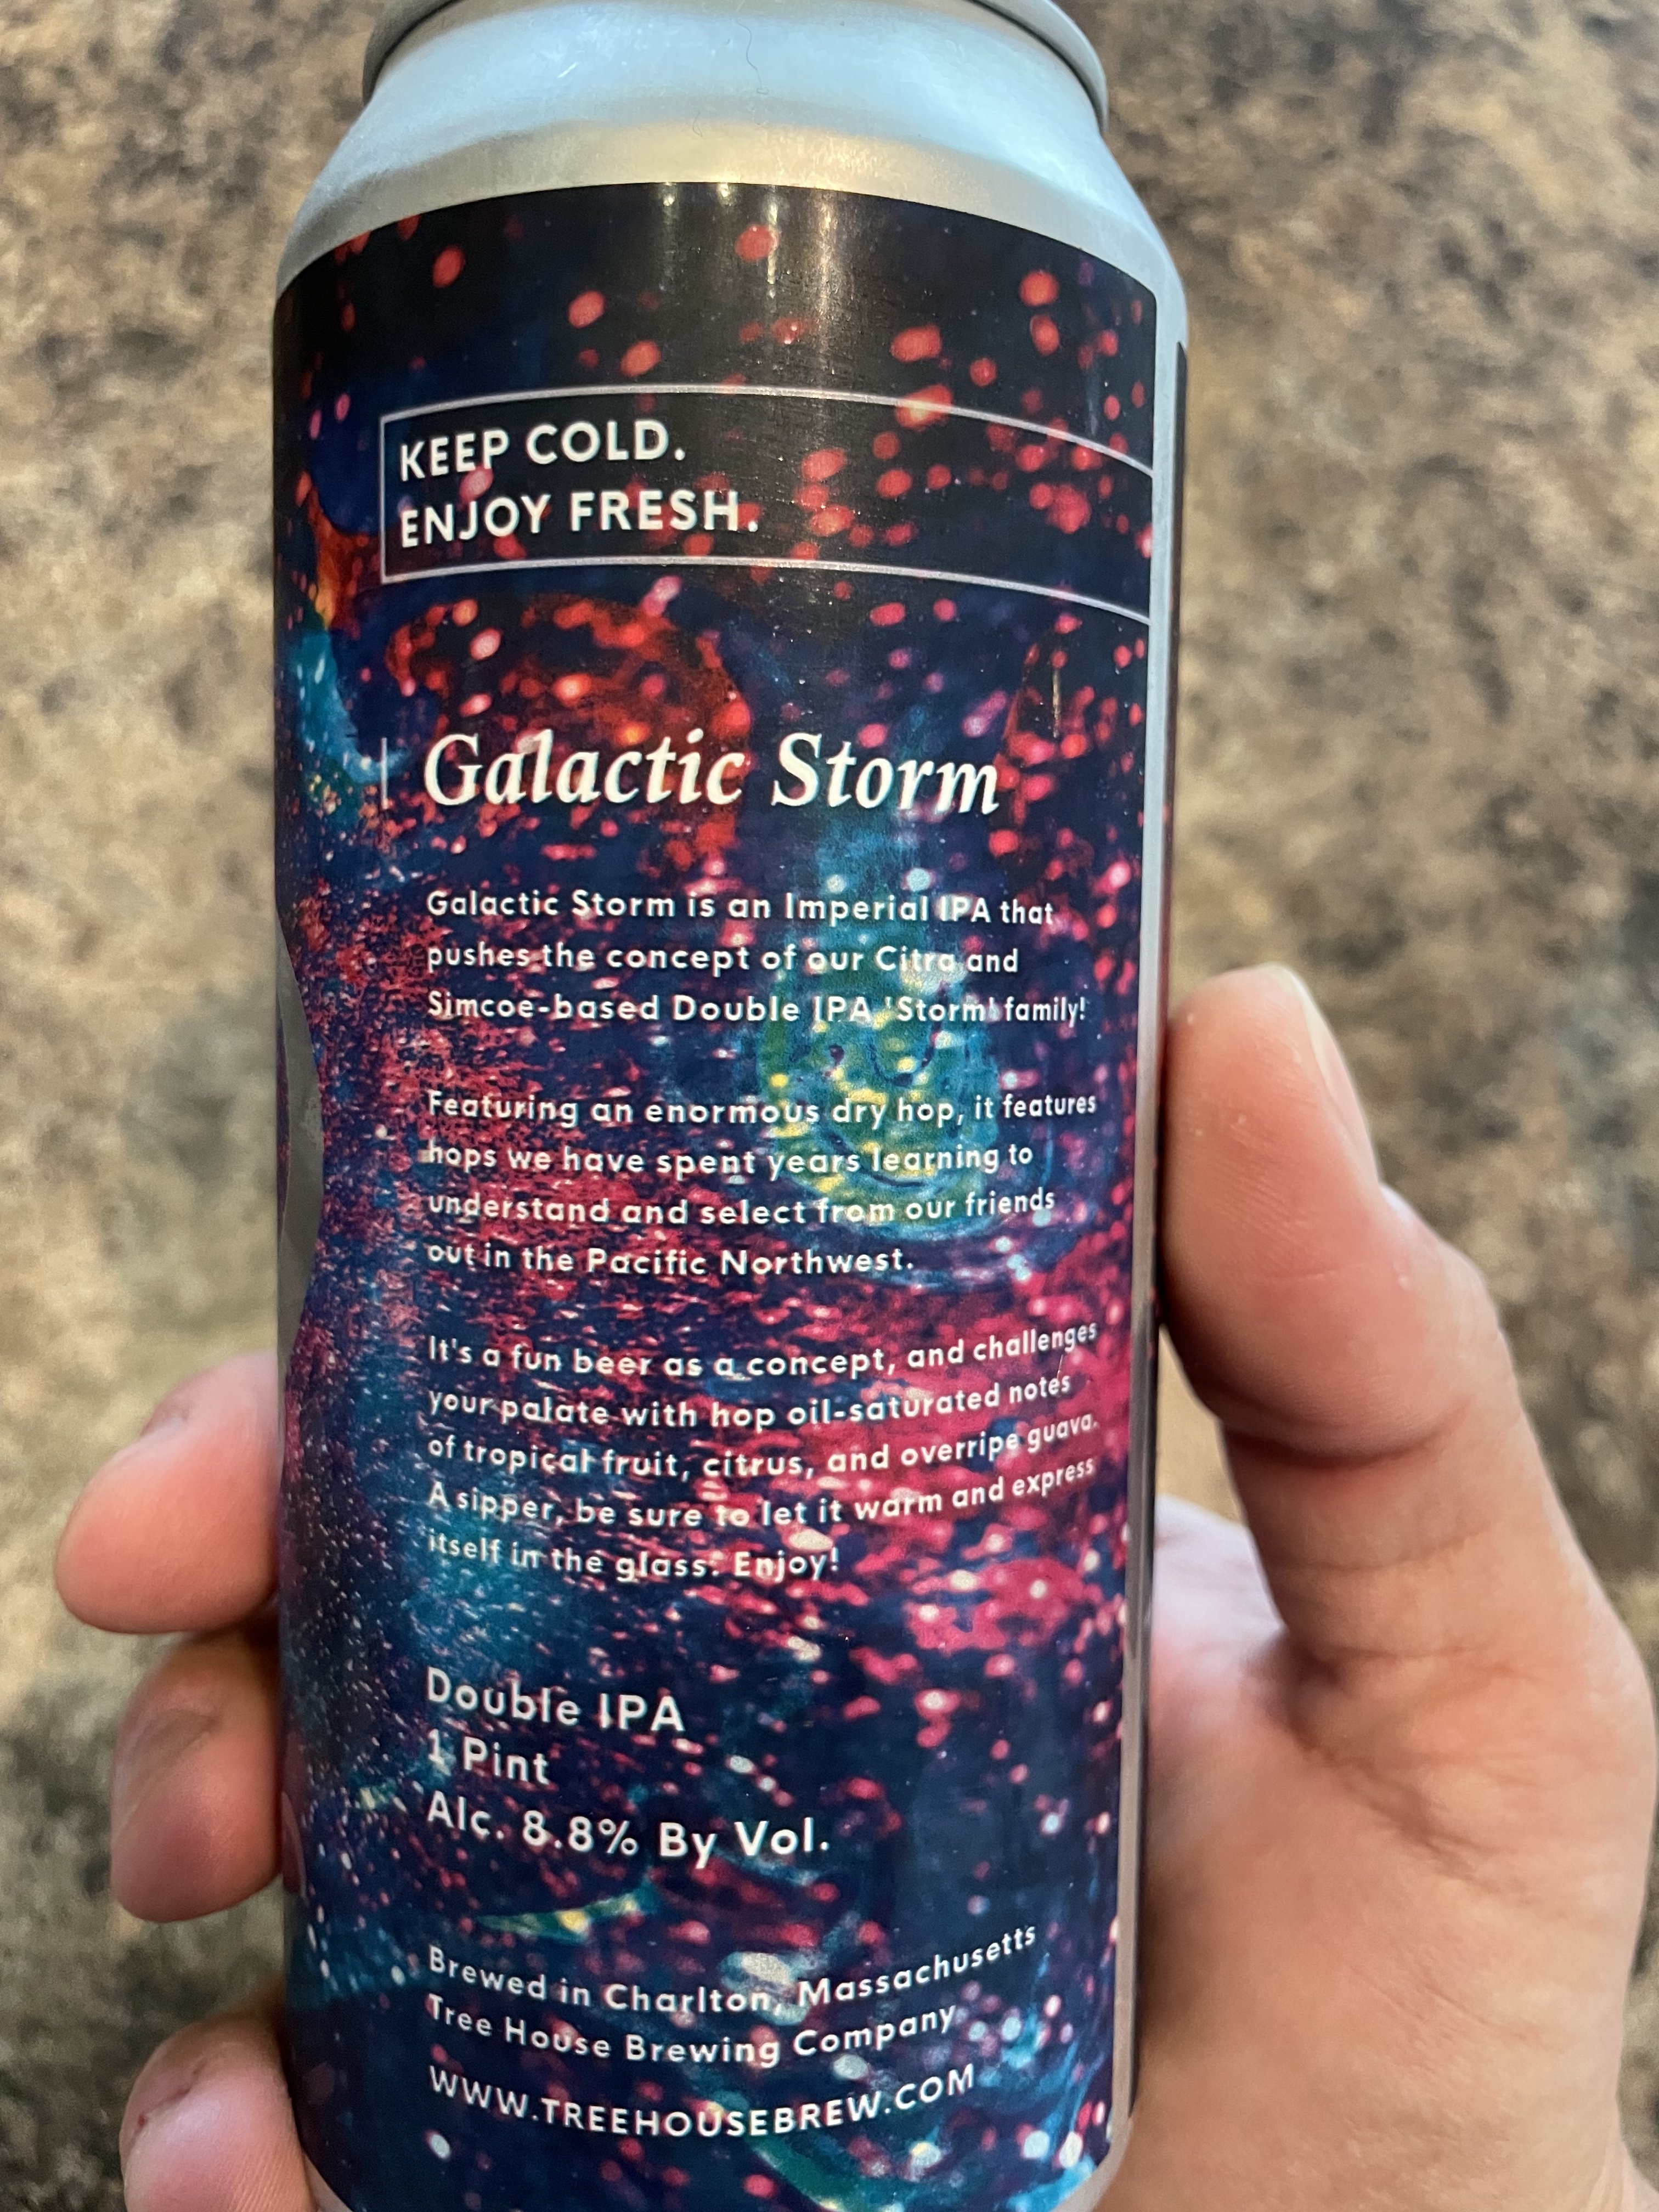 KEEP COLD.
ENJOY FRESH.
Galactic Storm
Galactic Storm is an Imperial IPA that
pushes the concept of our Citra and
Simcoe-based Double IPA 'Storm' family!
Featuring an enormous dry hop, it features
hops we have spent years learning to
understand and select from our friends
out in the Pacific Northwest.
It's a fun beer as a concept, and challenges
your palate with hop oil-saturated notes
of tropical fruit, citrus, and overripe guava.
A sipper, be sure to let it warm and express
itself in the glass. Enjoy!
Double IPA
1 Pint
Alc. 8.8% By Vol.
Brewed in Charlton, Massachusetts
Tree House Brewing Company
WWW.TREEHOUSEBREW.COM